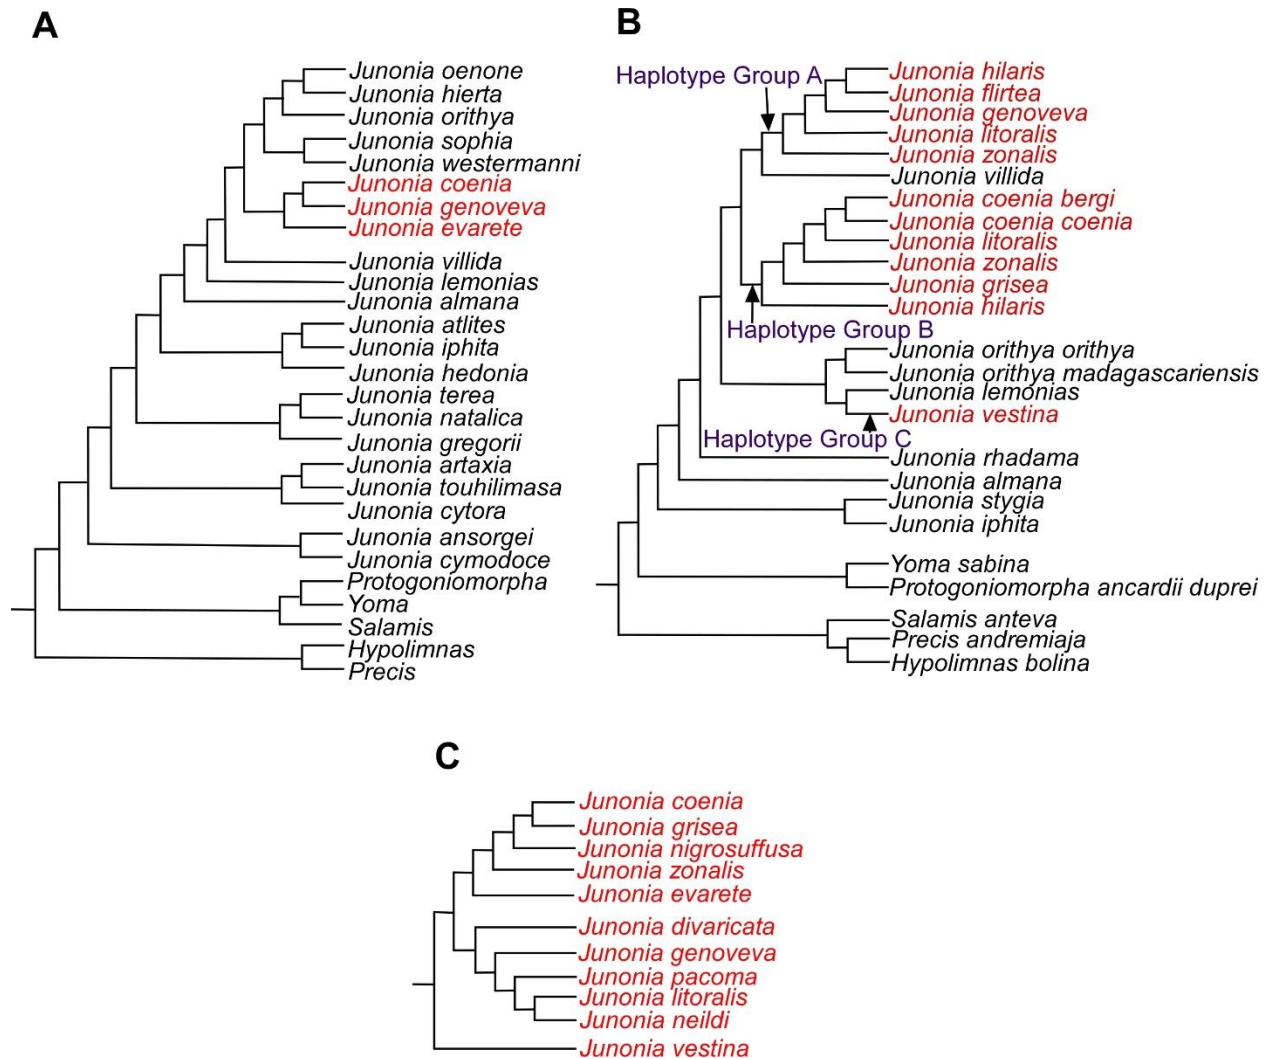 A
Junonia oenone
Junonia hierta
Junonia orithya
Junonia sophia
Junonia westermanni
Junonia coenia
Junonia genoveva
Junonia evarete
Junonia villida
Junonia lemonias
Junonia almana
Junonia atlites
Junonia iphita
Junonia hedonia
Junonia terea
Junonia natalica
Junonia gregorii
Junonia artaxia
Junonia touhilimasa
Junonia cytora
Junonia ansorgei
Junonia cymodoce
Protogoniomorpha
Yoma
Salamis
Hypolimnas
Precis
B
Haplotype Group A
Junonia hilaris
Junonia flirtea
Junonia genoveva
Junonia litoralis
Junonia zonalis
Junonia villida
Junonia coenia bergi
Junonia coenia coenia
Junonia litoralis
Junonia zonalis
Junonia grisea
Junonia hilaris
Haplotype Group B
Junonia orithya orithya
Junonia orithya madagascariensis
Junonia lemonias
Junonia vestina
Haplotype Group C
Junonia rhadama
Junonia almana
Junonia stygia
Junonia iphita
Yoma sabina
Protogoniomorpha ancardii duprei
Salamis anteva
Precis andremiaja
Hypolimnas bolina
C
Junonia coenia
Junonia grisea
Junonia nigrosuffusa
Junonia zonalis
Junonia evarete
Junonia divaricata
Junonia genoveva
Junonia pacoma
Junonia litoralis
Junonia neildi
Junonia vestina